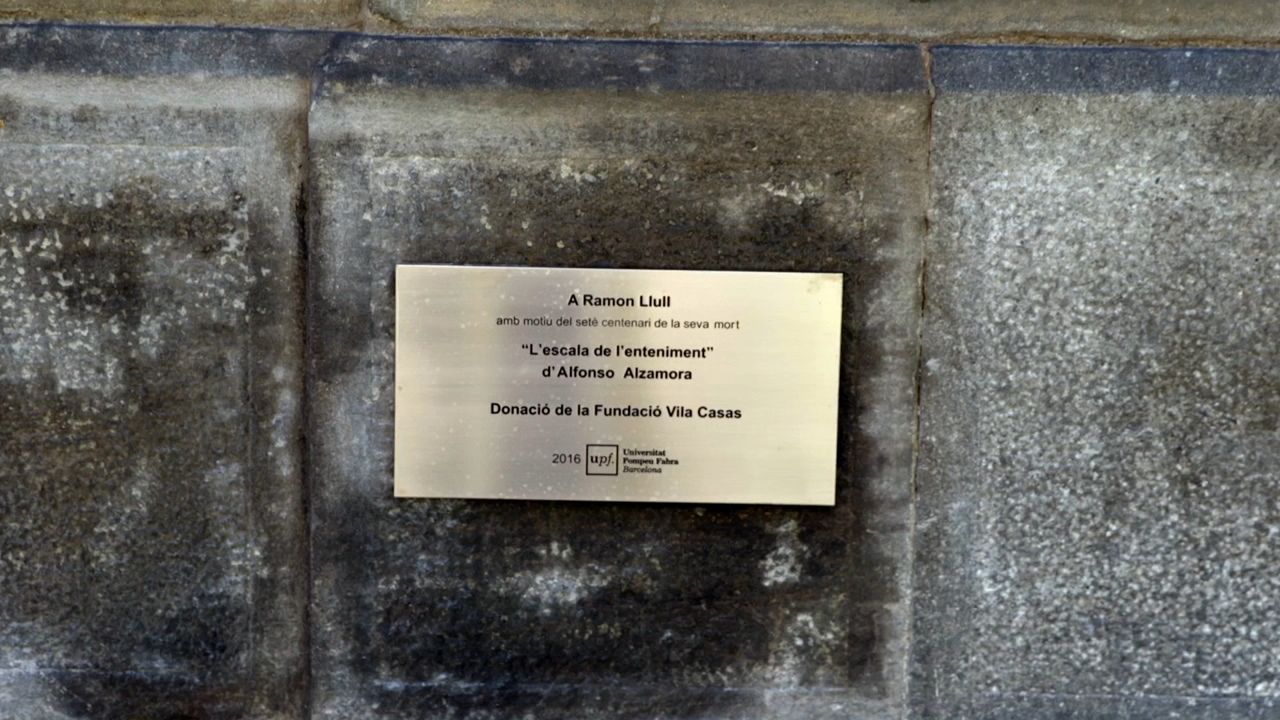 A Ramon Llull
amb motiu del setè centenari de la seva mort
“L’escala de l’enteniment”
d’Alfonso Alzamora
Donació de la Fundació Vila Casas
2016 upf. Universitat
Pompeu Fabra
Barcelona